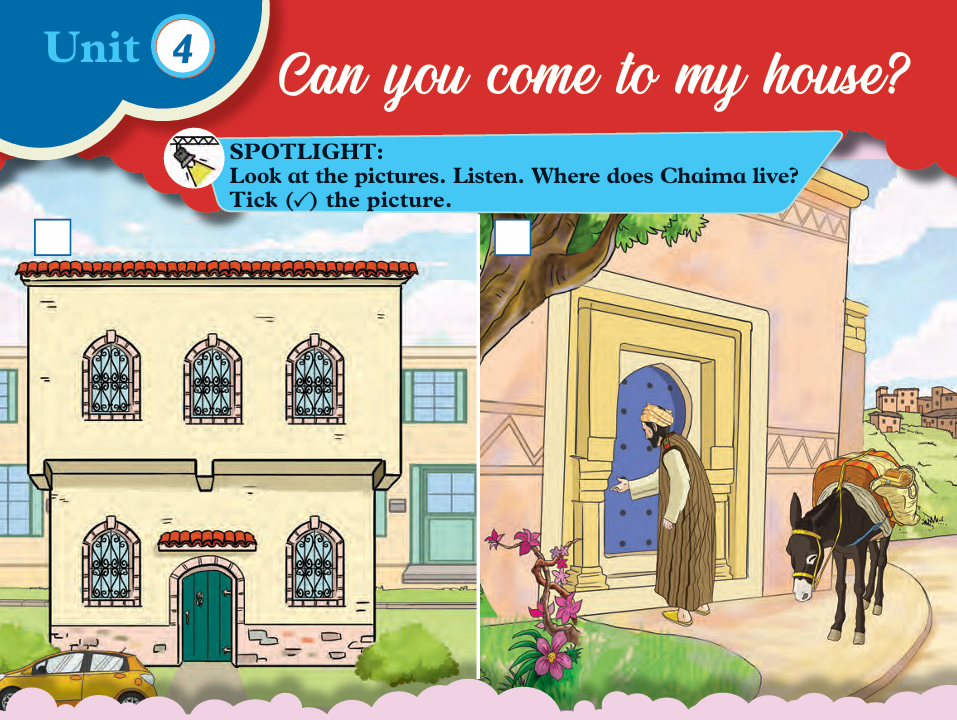 Unit 4
Can you come to my house?
SPOTLIGHT:
Look at the pictures. Listen. Where does Chaima live?
Tick (✓) the picture.